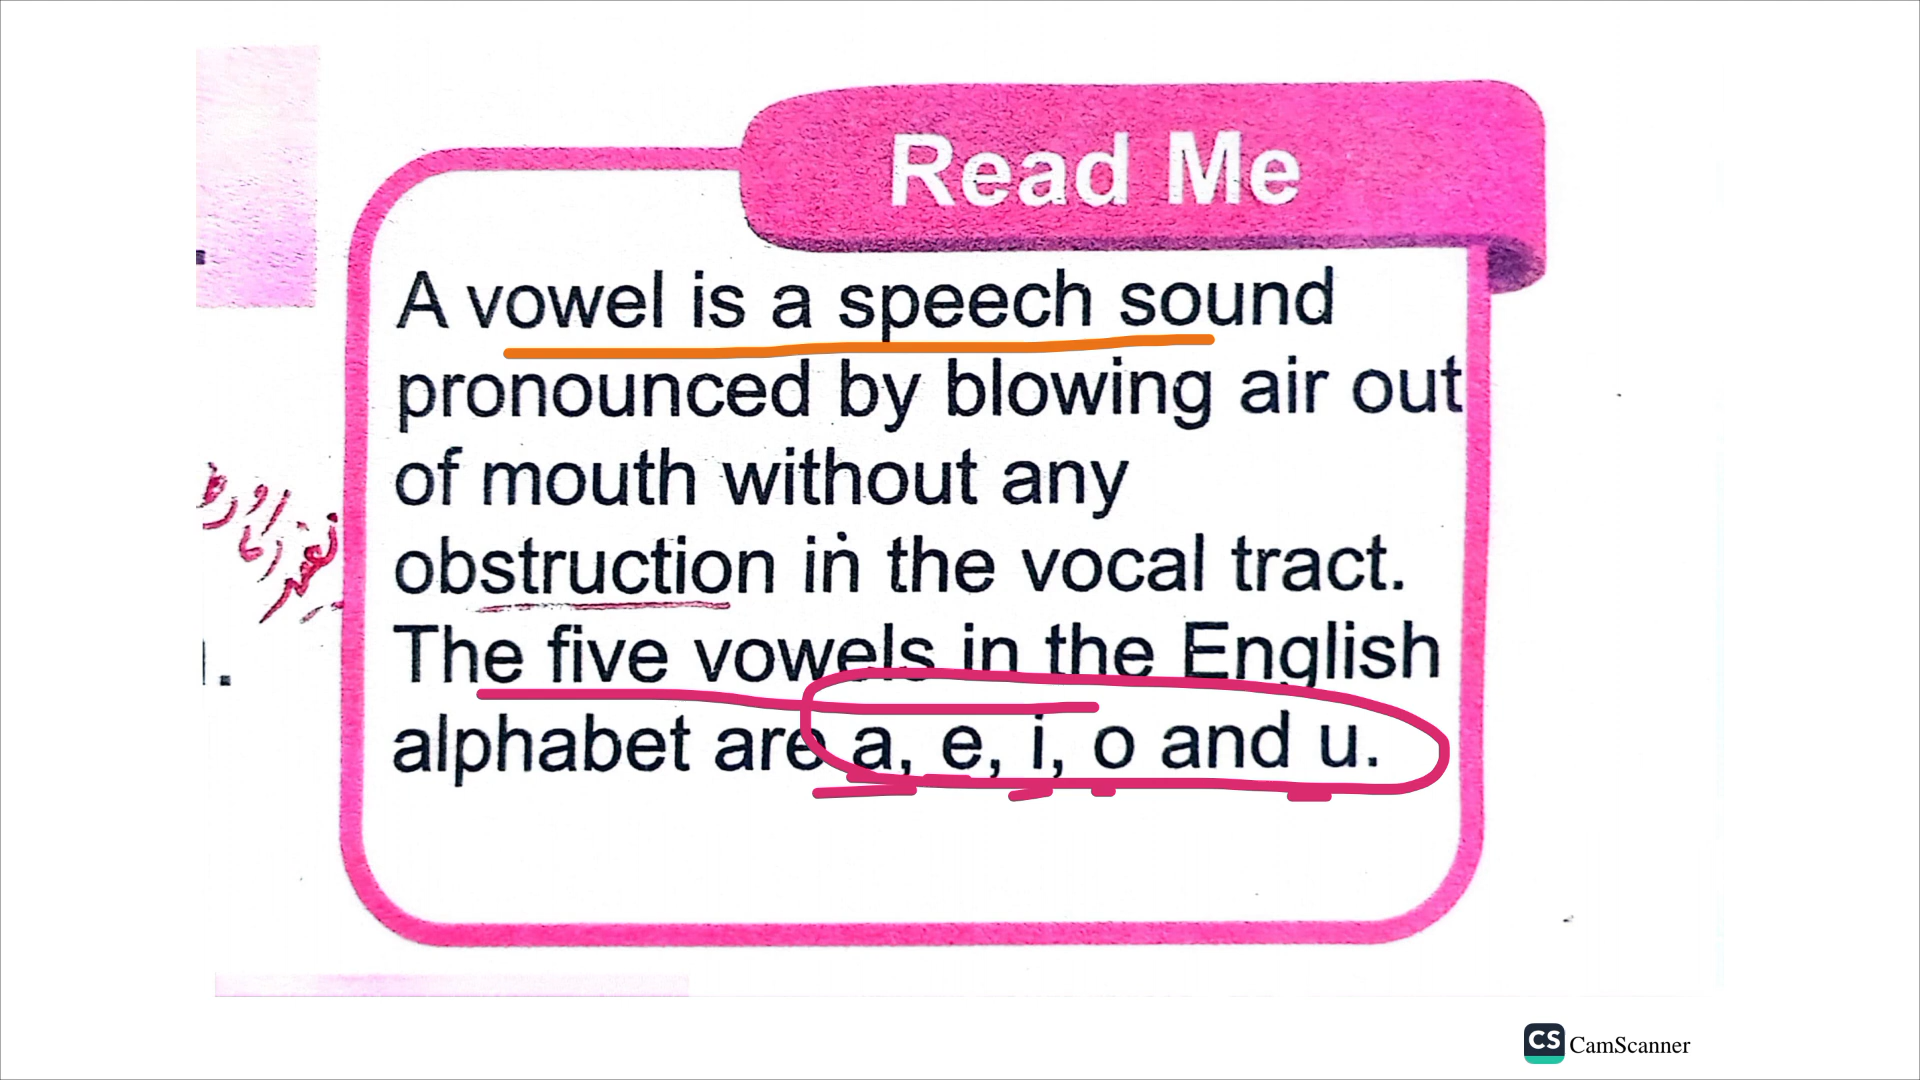 Read Me
A vowel is a speech sound
pronounced by blowing air out
of mouth without any
obstruction in the vocal tract.
The five vowels in the English
alphabet are a, e, i, o and u.
CS CamScanner